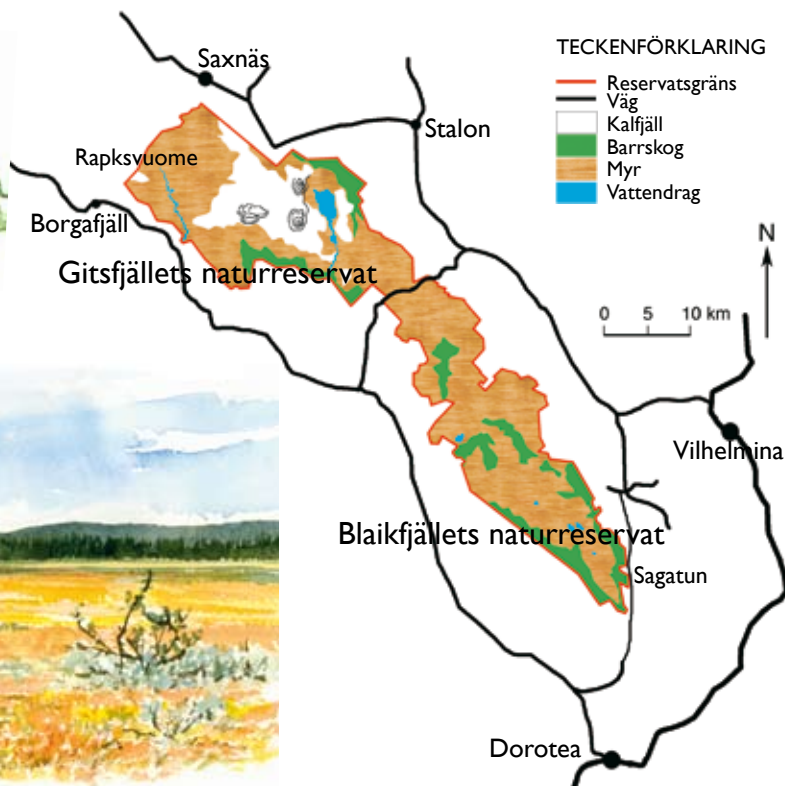 TECKENFÖRKLARING
Reservatsgräns
Väg
Kalfjäll
Barrskog
Myr
Vattendrag
Saxnäs
Stalon
Rapksvuome
Borgafjäll
Gitsfjällets naturreservat
N
0 5 10 km
Vilhelmina
Blaikfjällets naturreservat
Sagatun
Dorotea